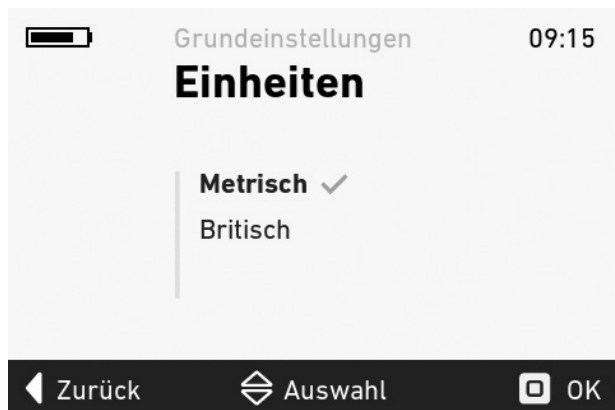 Grundeinstellungen 09:15
Einheiten
Metrisch
Britisch
Zurück Auswahl OK